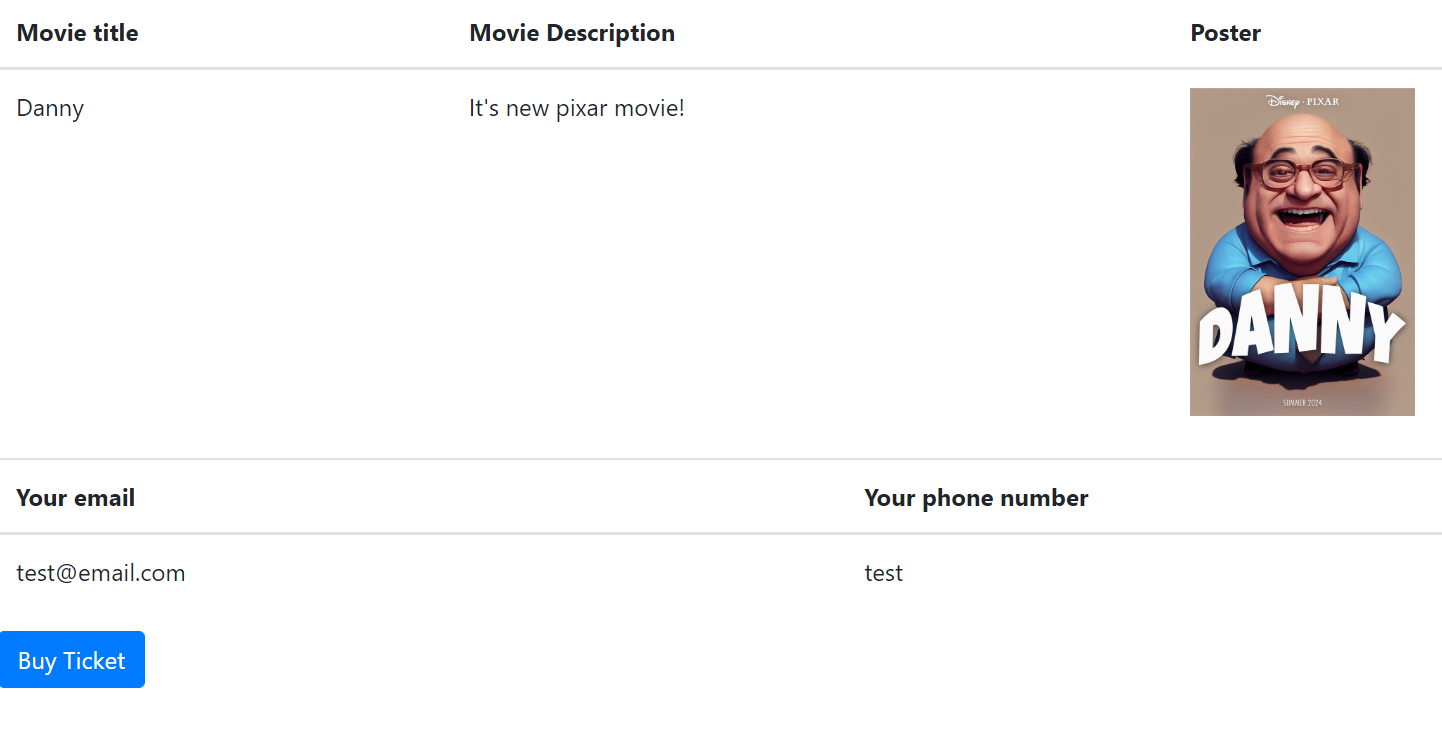 Movie title Movie Description Poster
Danny It's new pixar movie!
Disney · PIXAR
DANNY
SUMMER 2024
Your email Your phone number
test@email.com test
Buy Ticket